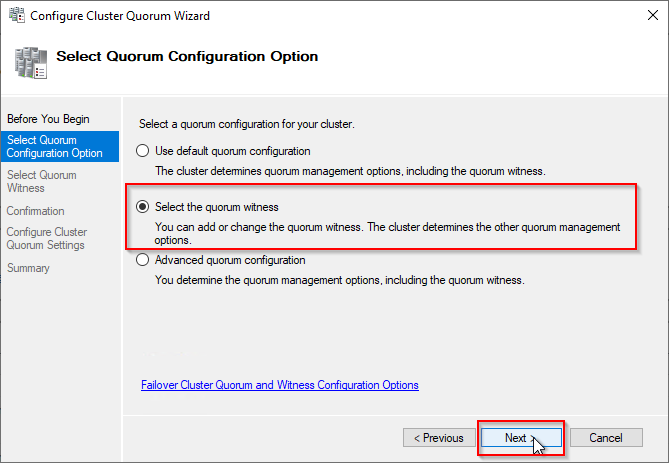 Configure Cluster Quorum Wizard
Select Quorum Configuration Option
Before You Begin
Select Quorum
Configuration Option
Select Quorum
Witness
Confirmation
Configure Cluster
Quorum Settings
Summary
Select a quorum configuration for your cluster.
Use default quorum configuration
The cluster determines quorum management options, including the quorum witness.
Select the quorum witness
You can add or change the quorum witness. The cluster determines the other quorum management
options.
Advanced quorum configuration
You determine the quorum management options, including the quorum witness.
Failover Cluster Quorum and Witness Configuration Options
< Previous
Next >
Cancel